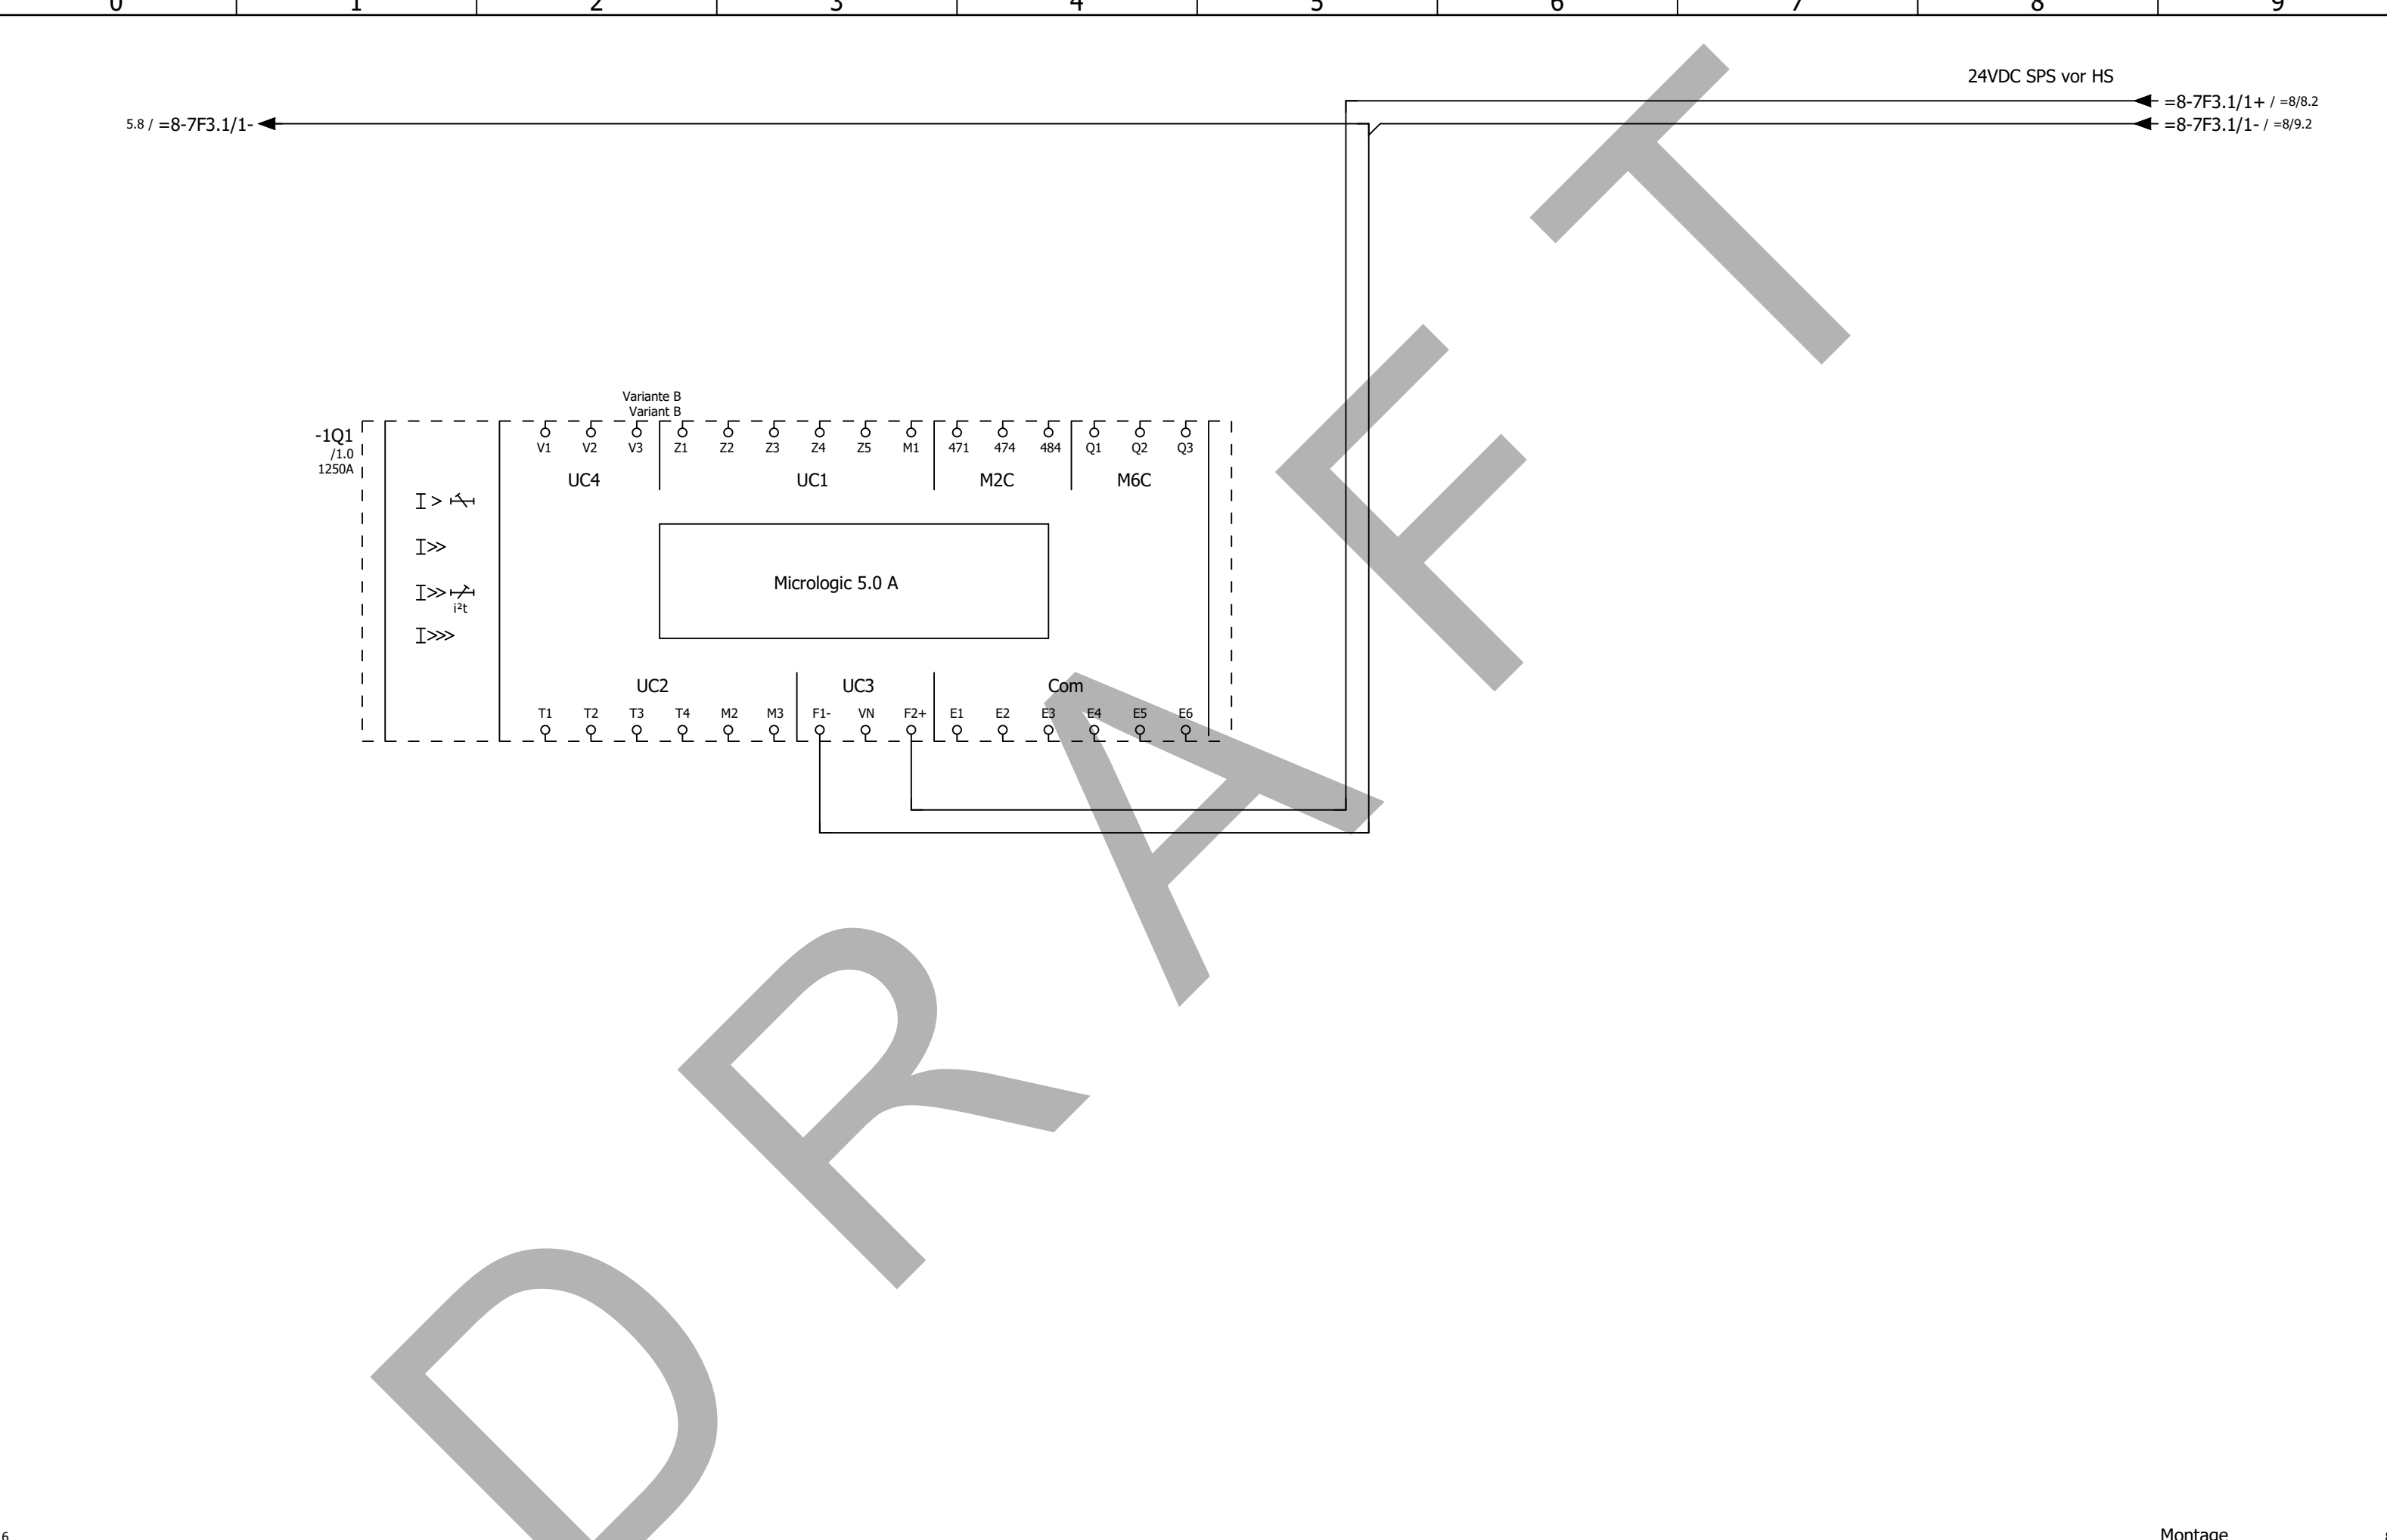 0 1 2 3 4 5 6 7 8 9
24VDC SPS vor HS
=8-7F3.1/1+ / =8/8.2
5.8 / =8-7F3.1/1-
=8-7F3.1/1- / =8/9.2
Variante B
Variant B
-1Q1
/1.0
1250A
V1 V2 V3 Z1 Z2 Z3 Z4 Z5 M1 471 474 484 Q1 Q2 Q3
UC4 UC1 M2C M6C
I >
I>>
I>>
i²t
I>>>
Micrologic 5.0 A
UC2 UC3 Com
T1 T2 T3 T4 M2 M3 F1- VN F2+ E1 E2 E3 E4 E5 E6
DRAFT
6
Montage